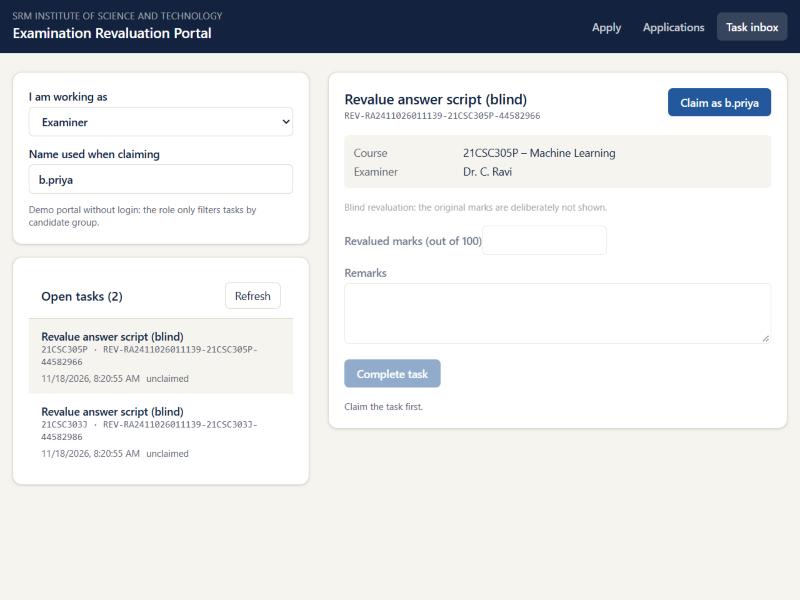 SRM INSTITUTE OF SCIENCE AND TECHNOLOGY
Examination Revaluation Portal
Apply
Applications
Task inbox
I am working as
Examiner
Name used when claiming
b.priya
Demo portal without login: the role only filters tasks by
candidate group.
Open tasks (2)
Refresh
Revalue answer script (blind)
21CSC305P · REV-RA2411026011139-21CSC305P-
44582966
11/18/2026, 8:20:55 AM unclaimed
Revalue answer script (blind)
21CSC303J · REV-RA2411026011139-21CSC303J-
44582986
11/18/2026, 8:20:55 AM unclaimed
Revalue answer script (blind)
REV-RA2411026011139-21CSC305P-44582966
Claim as b.priya
Course 21CSC305P – Machine Learning
Examiner Dr. C. Ravi
Blind revaluation: the original marks are deliberately not shown.
Revalued marks (out of 100)
Remarks
Complete task
Claim the task first.